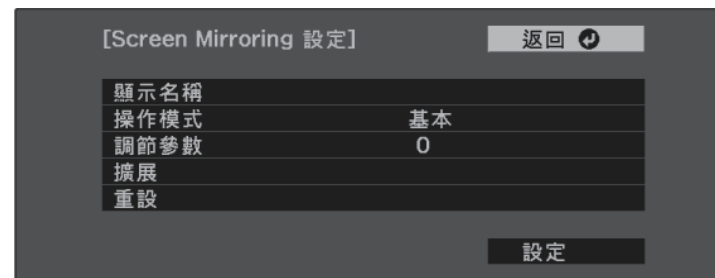 [Screen Mirroring 設定]
返回
顯示名稱
操作模式 基本
調節參數 0
擴展
重設
設定